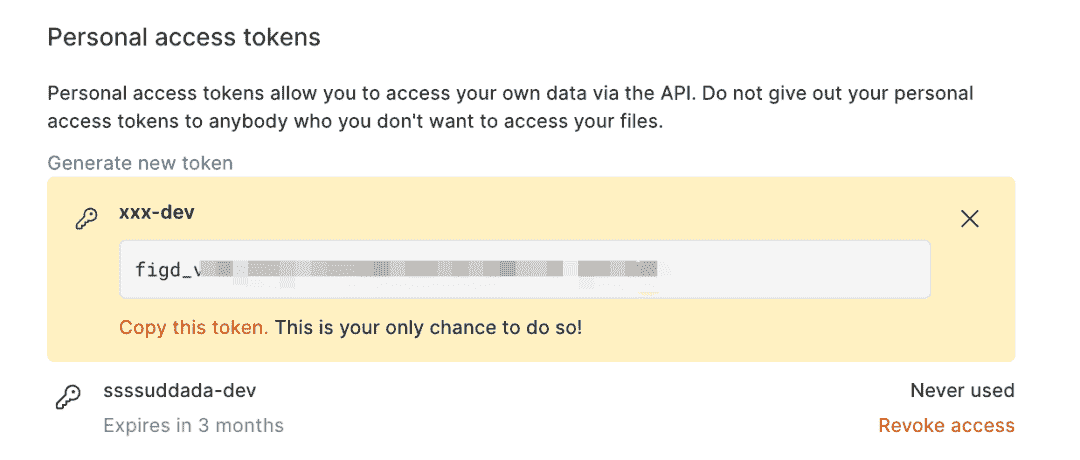 Personal access tokens
Personal access tokens allow you to access your own data via the API. Do not give out your personal
access tokens to anybody who you don't want to access your files.
Generate new token
xxx-dev
figd_v
Copy this token. This is your only chance to do so!
ssssuddada-dev
Never used
Expires in 3 months
Revoke access